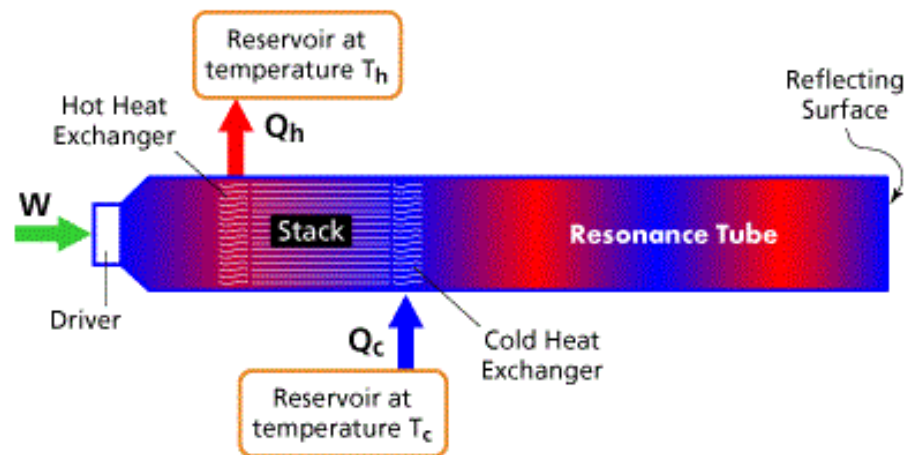 Reservoir at
temperature Th
Reflecting
Surface
Hot Heat
Exchanger
Qh
W
Stack
Resonance Tube
Driver
Qc
Cold Heat
Exchanger
Reservoir at
temperature Tc